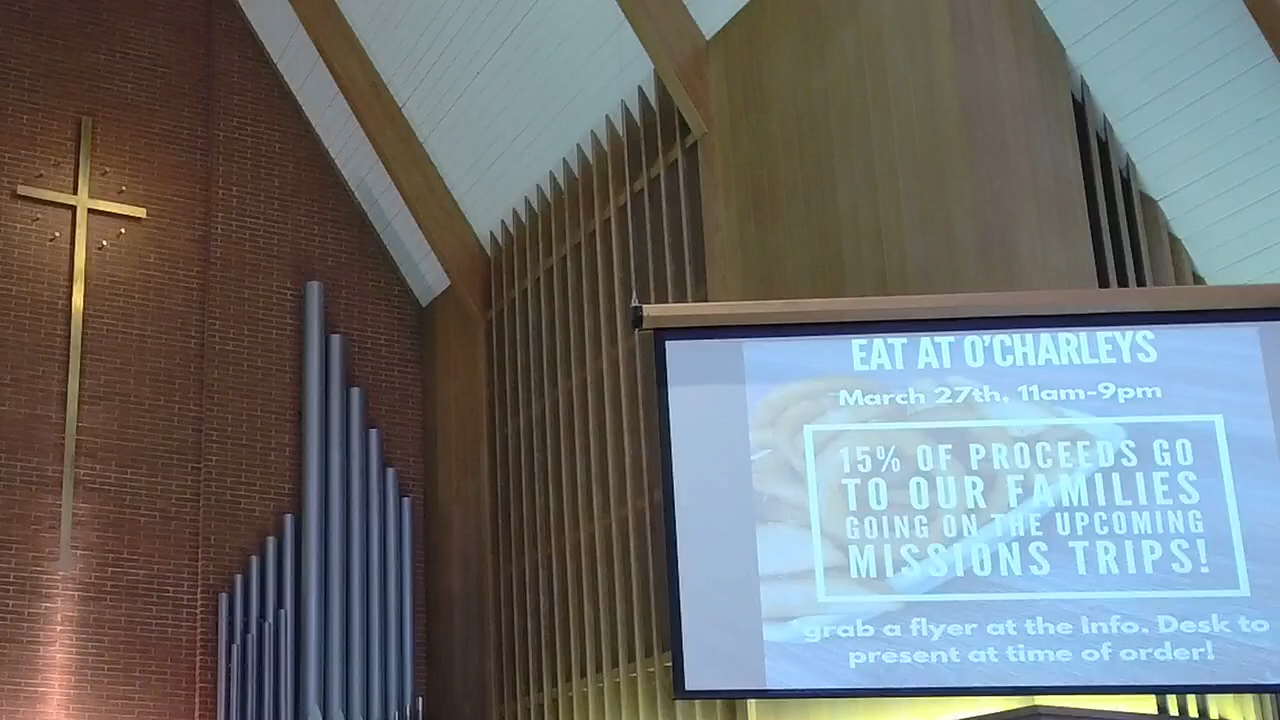 EAT AT O'CHARLEYS
March 27th, 11am-9pm
15% OF PROCEEDS GO
TO OUR FAMILIES
GOING ON THE UPCOMING
MISSIONS TRIPS!
grab a flyer at the Info. Desk to
present at time of order!